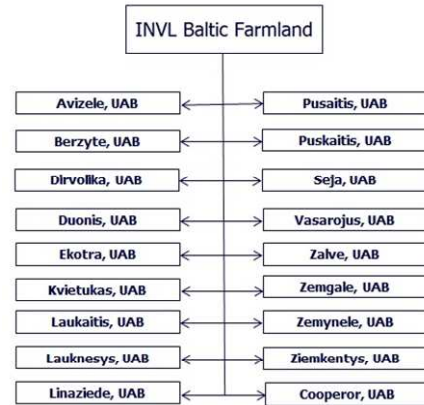 INVL Baltic Farmland
Avizele, UAB
Pusaitis, UAB
Berzyte, UAB
Puskaitis, UAB
Dirvolika, UAB
Seja, UAB
Duonis, UAB
Vasarojus, UAB
Ekotra, UAB
Zalve, UAB
Kvietukas, UAB
Zemgale, UAB
Laukaitis, UAB
Zemynele, UAB
Lauknesys, UAB
Ziemkentys, UAB
Linaziede, UAB
Cooperor, UAB